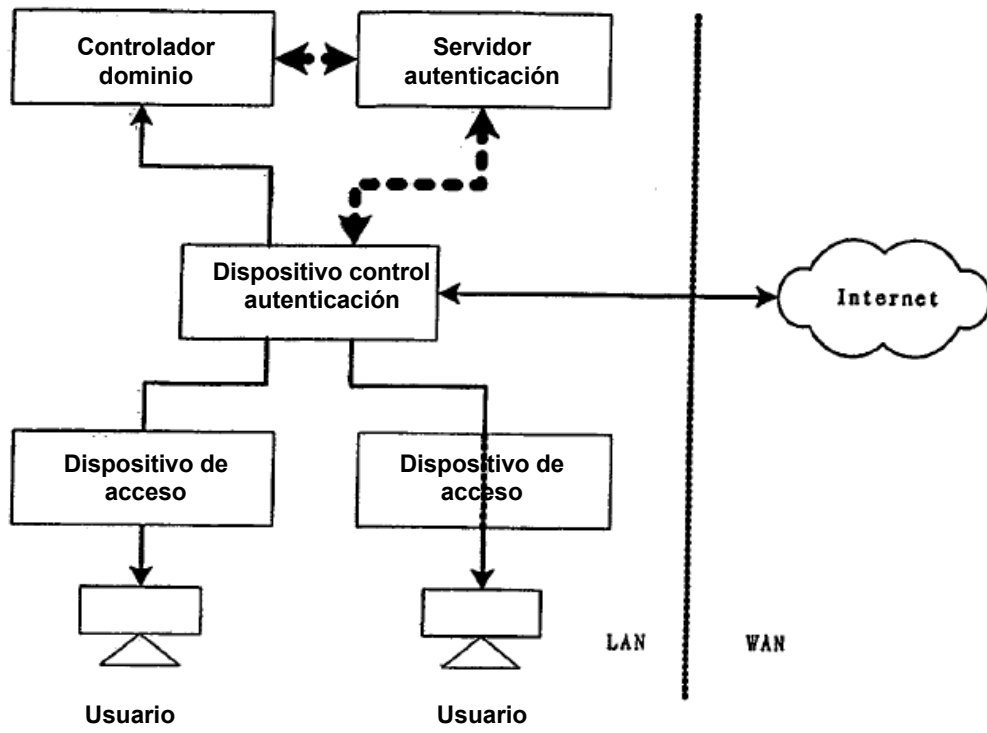 Controlador
dominio
Servidor
autenticación
Dispositivo control
autenticación
Internet
Dispositivo de
acceso
Dispositivo de
acceso
LAN
WAN
Usuario
Usuario